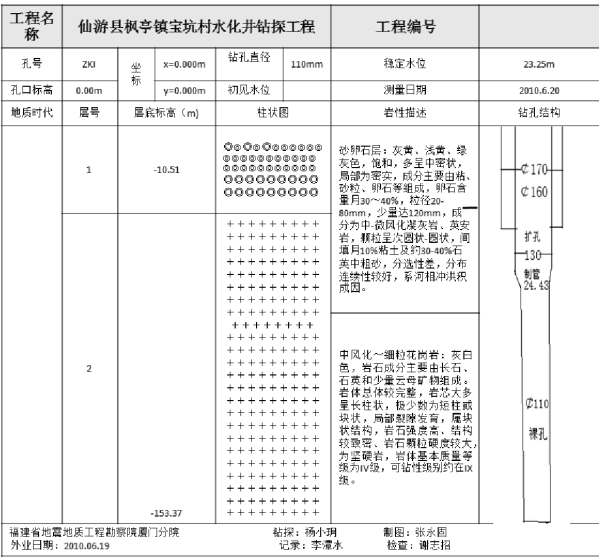 工程名称 仙游县枫亭镇宝坑村水化井钻探工程 工程编号
孔号 ZKI 坐标 x=0.000m 钻孔直径 110mm 稳定水位 23.25m
孔口标高 0.00m y=0.000m 初见水位 测量日期 2010.6.20
地质时代 层号 层底标高（m) 柱状图 岩性描述 钻孔结构
1 -10.51
砂卵石层：灰黄、浅黄、绿
灰色，饱和，多呈中密状，
局部为密实，成分主要由粘、
砂粒、卵石等组成，卵石含
量月30～40%，粒径20-
80mm，少量达120mm，成
分为中-微风化凝灰岩、英安
岩，颗粒呈次圆状-圆状，间
填月10%粘土及约30-40%石
英中粗砂，分选性差，分布
连续性较好，系河相冲洪积
成因。
¢170
¢160
扩孔
130
制管
24.43
2
中风化～细粒花岗岩：灰白
色，岩石成分主要由长石、
石英和少量云母矿物组成。
岩体总体较完整，岩芯大多
呈长柱状，极少数为短柱或
块状，局部裂隙发育，属块
状结构，岩石强度高、结构
较致密、岩石颗粒硬度较大，
为坚硬岩，岩体基本质量等
级为IV级，可钻性级别约在IX
级。
¢110
裸孔
-153.37
福建省地震地质工程勘察院厦门分院 钻探：杨小玥 制图：张永固
外业日期：2010.06.19 记录：李潭水 检查：谢志招